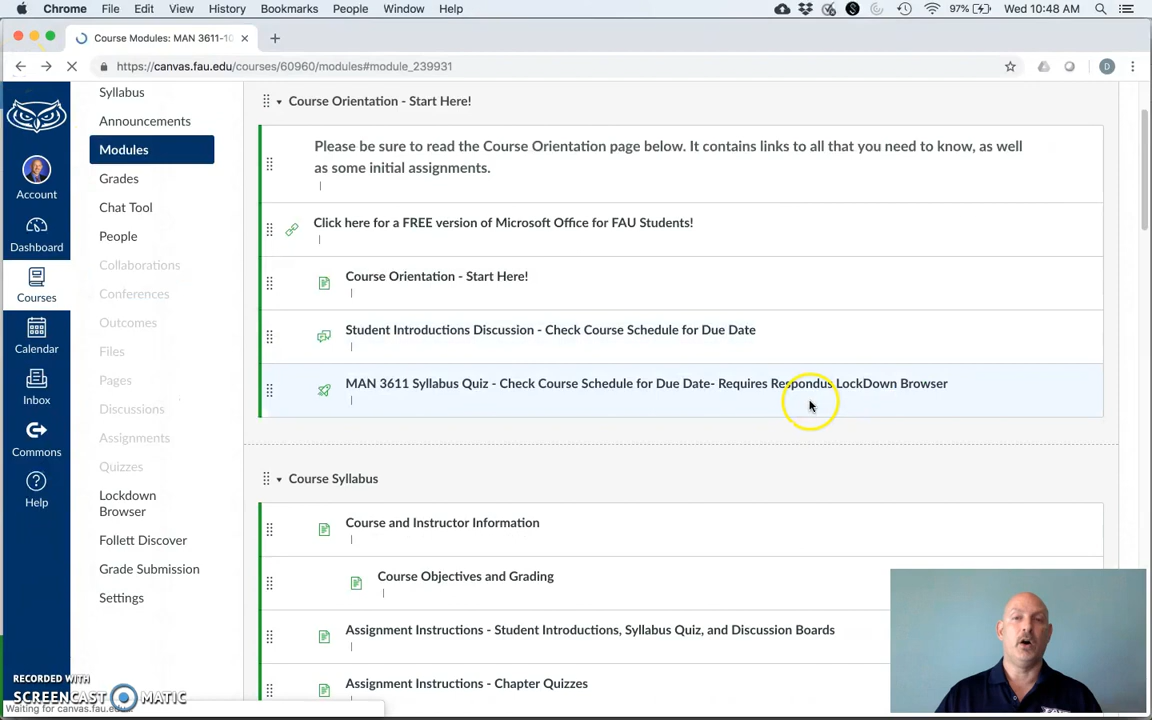 Chrome File Edit View History Bookmarks People Window Help 97% Wed 10:48 AM
Course Modules: MAN 3611-10
https://canvas.fau.edu/courses/60960/modules#module_239931
D
Syllabus
Announcements
Modules
Grades
Chat Tool
People
Collaborations
Conferences
Outcomes
Files
Pages
Discussions
Assignments
Quizzes
Lockdown
Browser
Follett Discover
Grade Submission
Settings
Account
Dashboard
Courses
Calendar
Inbox
Commons
Help
Course Orientation - Start Here!
Please be sure to read the Course Orientation page below. It contains links to all that you need to know, as well
as some initial assignments.
Click here for a FREE version of Microsoft Office for FAU Students!
Course Orientation - Start Here!
Student Introductions Discussion - Check Course Schedule for Due Date
MAN 3611 Syllabus Quiz - Check Course Schedule for Due Date- Requires Respondus LockDown Browser
Course Syllabus
Course and Instructor Information
Course Objectives and Grading
Assignment Instructions - Student Introductions, Syllabus Quiz, and Discussion Boards
Assignment Instructions - Chapter Quizzes
RECORDED WITH
SCREENCAST MATIC
Waiting for canvas.fau.edu...